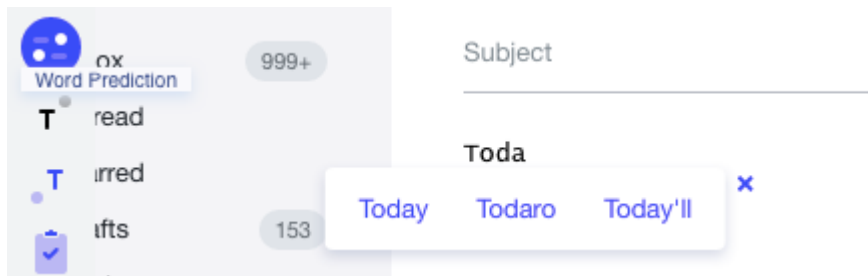 ox
999+
Word Prediction
T
read
T
rred
afts
153
Subject
Toda
Today Todaro Today'll
×